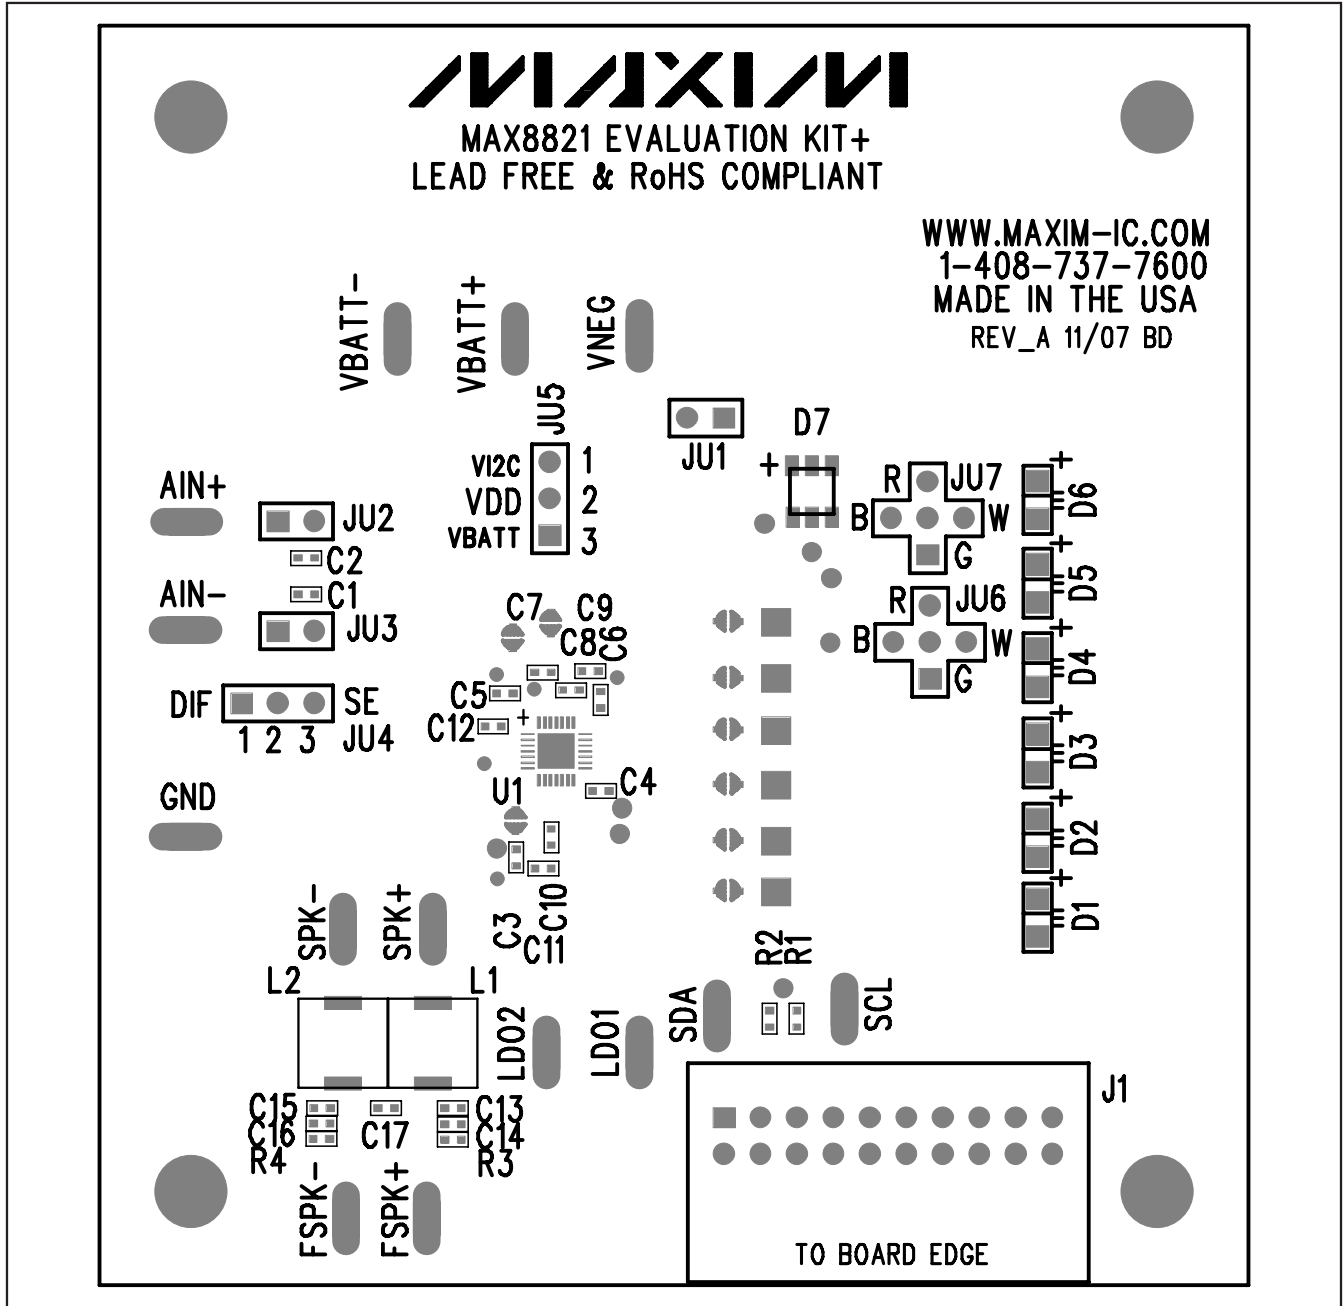 MAXIM
MAX8821 EVALUATION KIT+
LEAD FREE & RoHS COMPLIANT
WWW.MAXIM-IC.COM
1-408-737-7600
MADE IN THE USA
REV_A 11/07 BD
VBATT-
VBATT+
VNEG
JU5
VI2C 1
VDD 2
VBATT 3
JU1
D7
+
R JU7
B W
G
R JU6
B W
G
+ D6
+ D5
+ D4
+ D3
+ D2
+ D1
AIN+
JU2
C2
AIN-
C1
JU3
DIF SE
1 2 3 JU4
GND
C7 C9
C8 C6
C5
C12 +
U1 C4
C3 C10
C11
SPK-
SPK+
L2 L1
LDO2
LDO1
R2 R1
SDA
SCL
C15 C13
C16 C17 C14
R4 R3
FSPK-
FSPK+
J1
TO BOARD EDGE